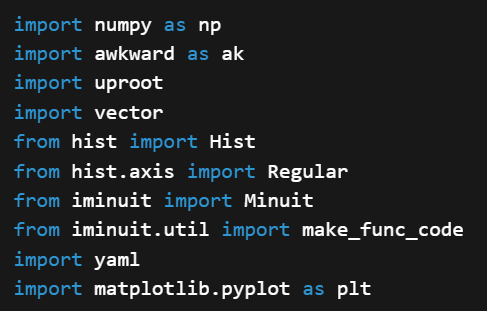 import numpy as np
import awkward as ak
import uproot
import vector
from hist import Hist
from hist.axis import Regular
from iminuit import Minuit
from iminuit.util import make_func_code
import yaml
import matplotlib.pyplot as plt